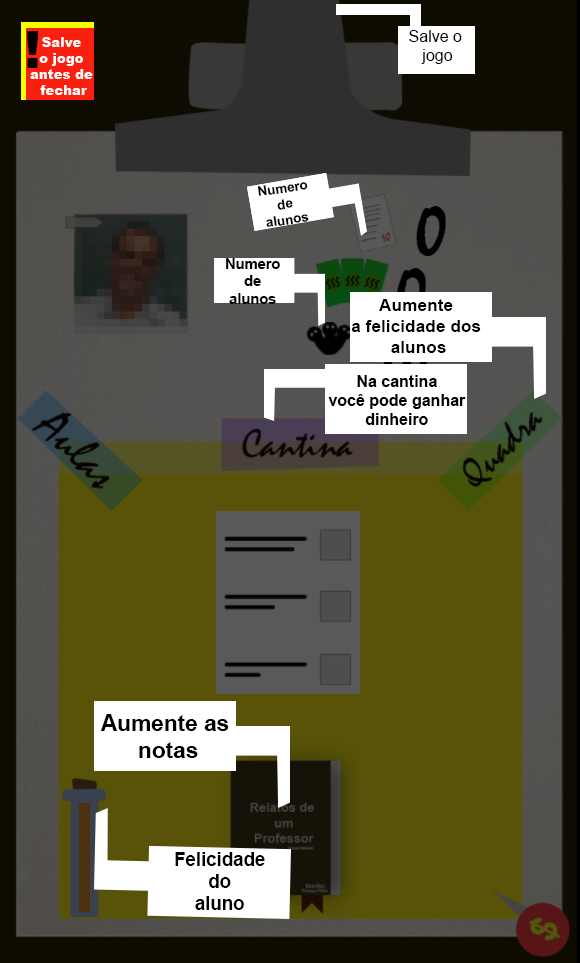 ! Salve
o jogo
antes de
fechar
Salve o
jogo
Numero
de
alunos
10
0
Numero
de
alunos
$$$ $$$ $$$
0
Aumente
a felicidade dos
alunos
Na cantina
você pode ganhar
dinheiro
Aulas
Cantina
Quadra
Aumente as
notas
Relatos de
um
Professor
Felicidade
do
aluno
$